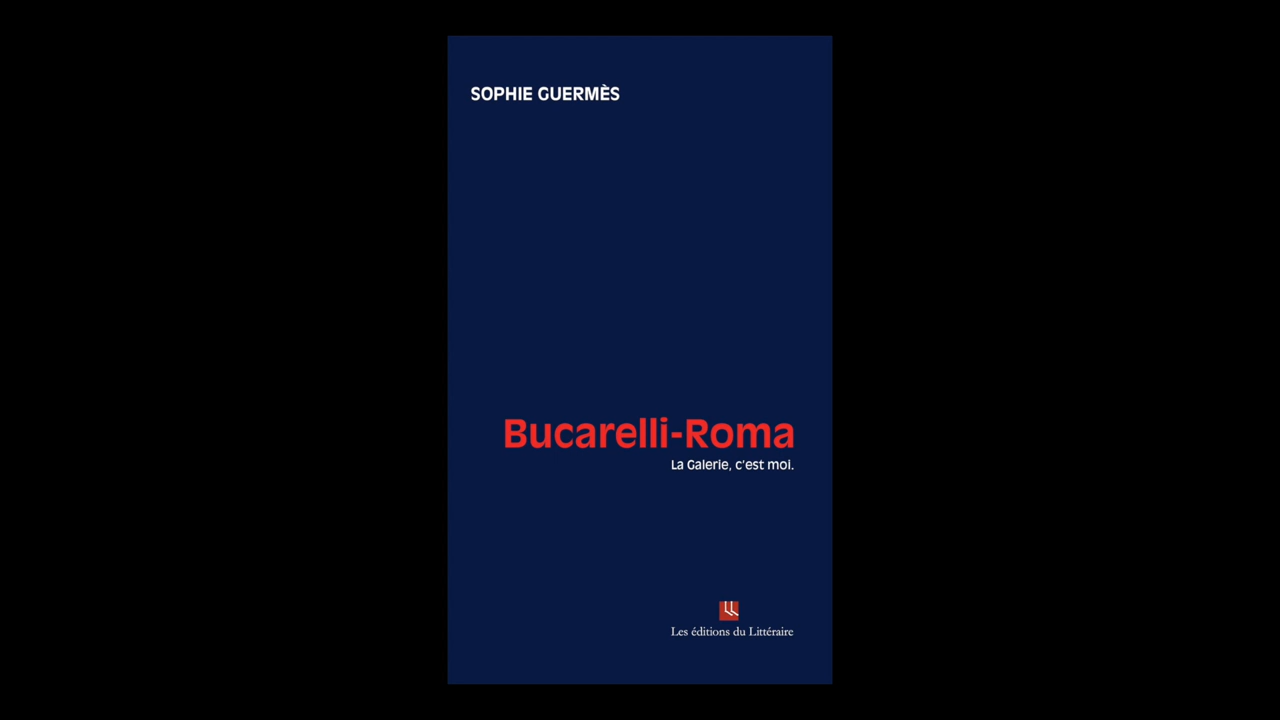 SOPHIE GUERMÈS
Bucarelli-Roma
La Galerie, c'est moi.
Les éditions du Littéraire